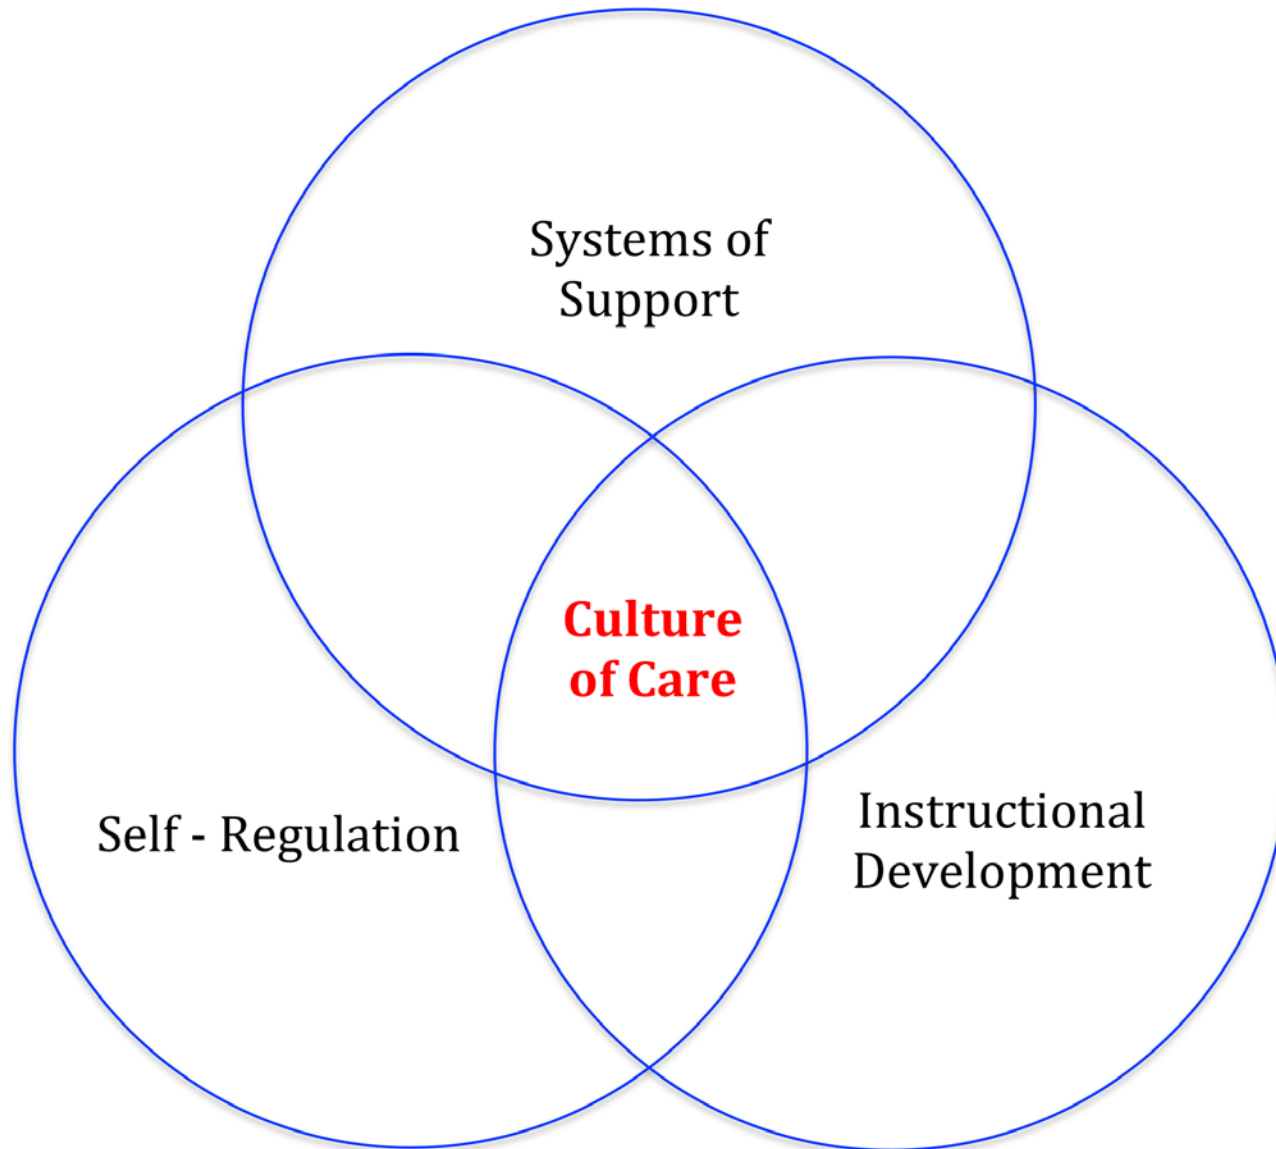 Systems of
Support
Culture
of Care
Self - Regulation
Instructional
Development